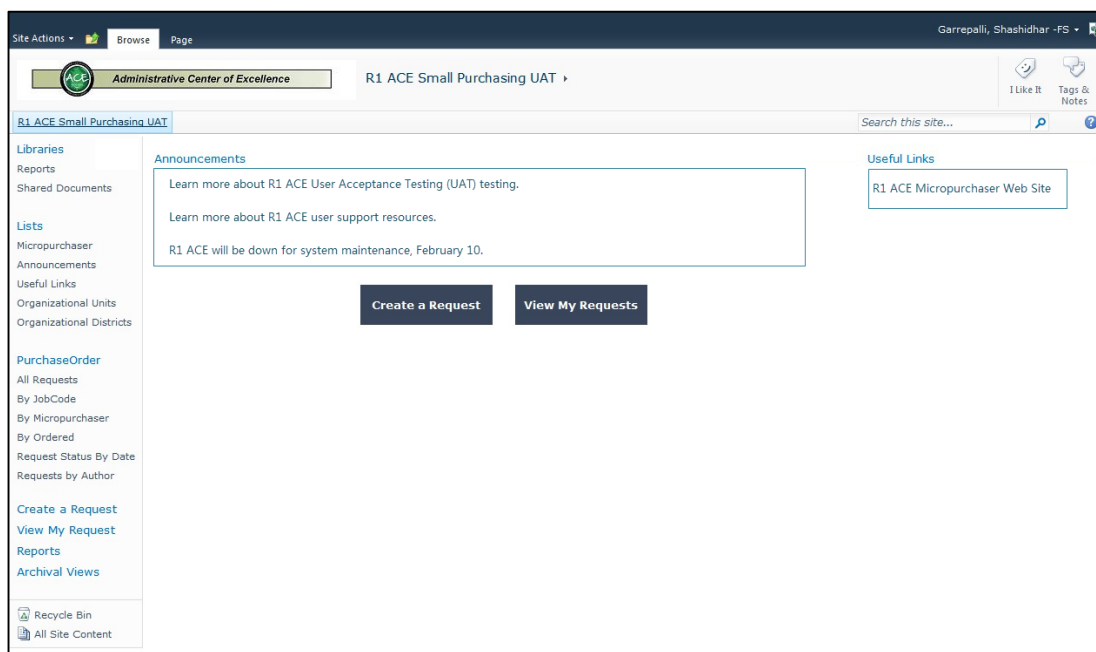 Site Actions
Browse
Page
Garrepalli, Shashidhar -FS
ACE
Administrative Center of Excellence
R1 ACE Small Purchasing UAT
I Like It
Tags &
Notes
R1 ACE Small Purchasing UAT
Search this site...
Libraries
Reports
Shared Documents
Lists
Micropurchaser
Announcements
Useful Links
Organizational Units
Organizational Districts
PurchaseOrder
All Requests
By JobCode
By Micropurchaser
By Ordered
Request Status By Date
Requests by Author
Create a Request
View My Request
Reports
Archival Views
Recycle Bin
All Site Content
Announcements
Learn more about R1 ACE User Acceptance Testing (UAT) testing.
Learn more about R1 ACE user support resources.
R1 ACE will be down for system maintenance, February 10.
Create a Request
View My Requests
Useful Links
R1 ACE Micropurchaser Web Site